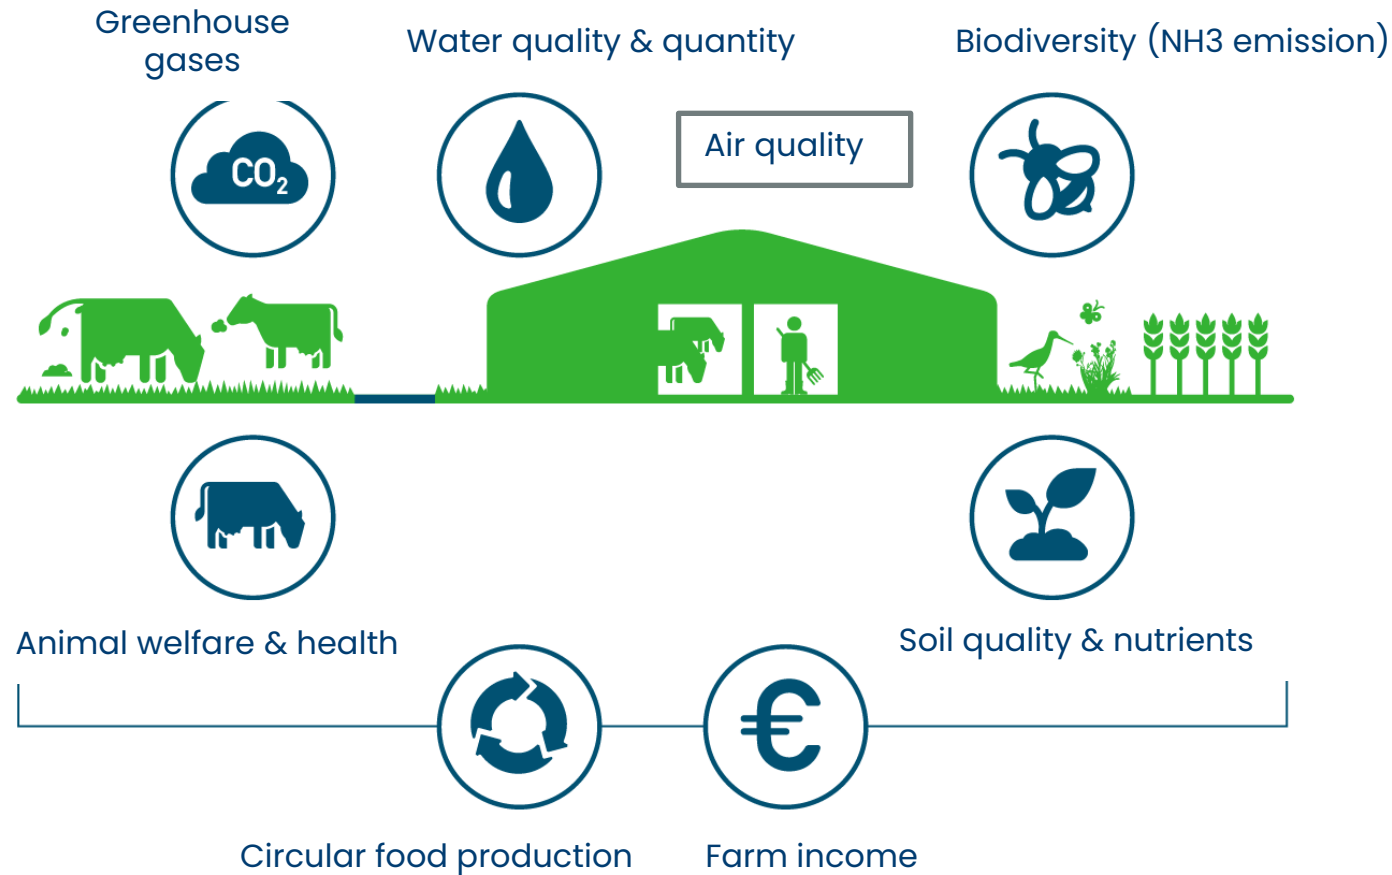 Greenhouse
gases
Water quality & quantity
Biodiversity (NH3 emission)
Air quality
CO₂
Animal welfare & health
Soil quality & nutrients
€
Circular food production
Farm income